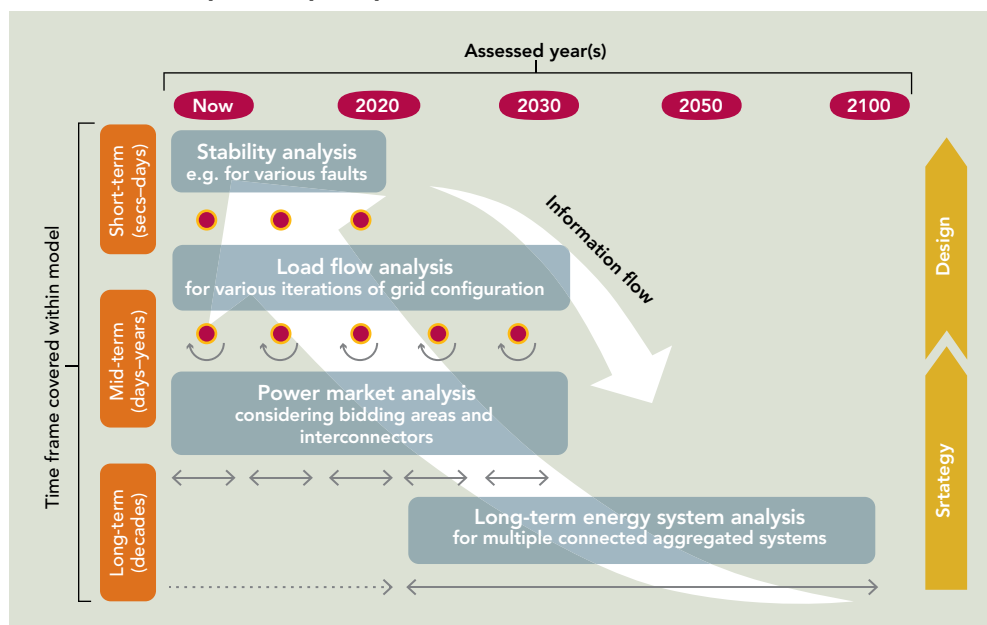 Assessed year(s)
Now
2020
2030
2050
2100
Time frame covered within model
Short-term
(secs–days)
Mid-term
(days–years)
Long-term
(decades)
Stability analysis
e.g. for various faults
Load flow analysis
for various iterations of grid configuration
Power market analysis
considering bidding areas and
interconnectors
Long-term energy system analysis
for multiple connected aggregated systems
Information flow
Design
Srtategy